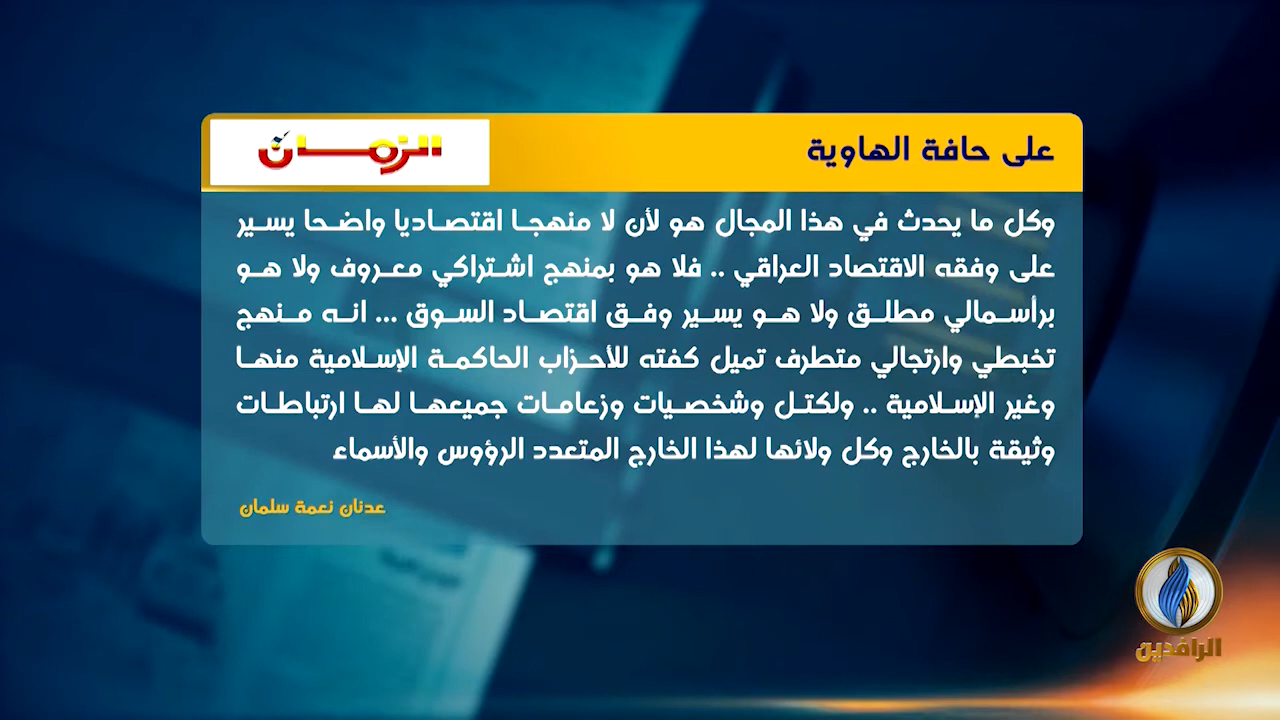 على حافة الهاوية
الزمان
وكل ما يحدث في هذا المجال هو لأن لا منهجا اقتصاديا واضحا يسير
على وفقه الاقتصاد العراقي .. فلا هو بمنهج اشتراكي معروف ولا هو
برأسمالي مطلق ولا هو يسير وفق اقتصاد السوق ... انه منهج
تخبطي وارتجالي متطرف تميل كفته للأحزاب الحاكمة الإسلامية منها
وغير الإسلامية .. ولكتل وشخصيات وزعامات جميعها لها ارتباطات
وثيقة بالخارج وكل ولائها لهذا الخارج المتعدد الرؤوس والأسماء
عدنان نعمة سلمان
الرافدين